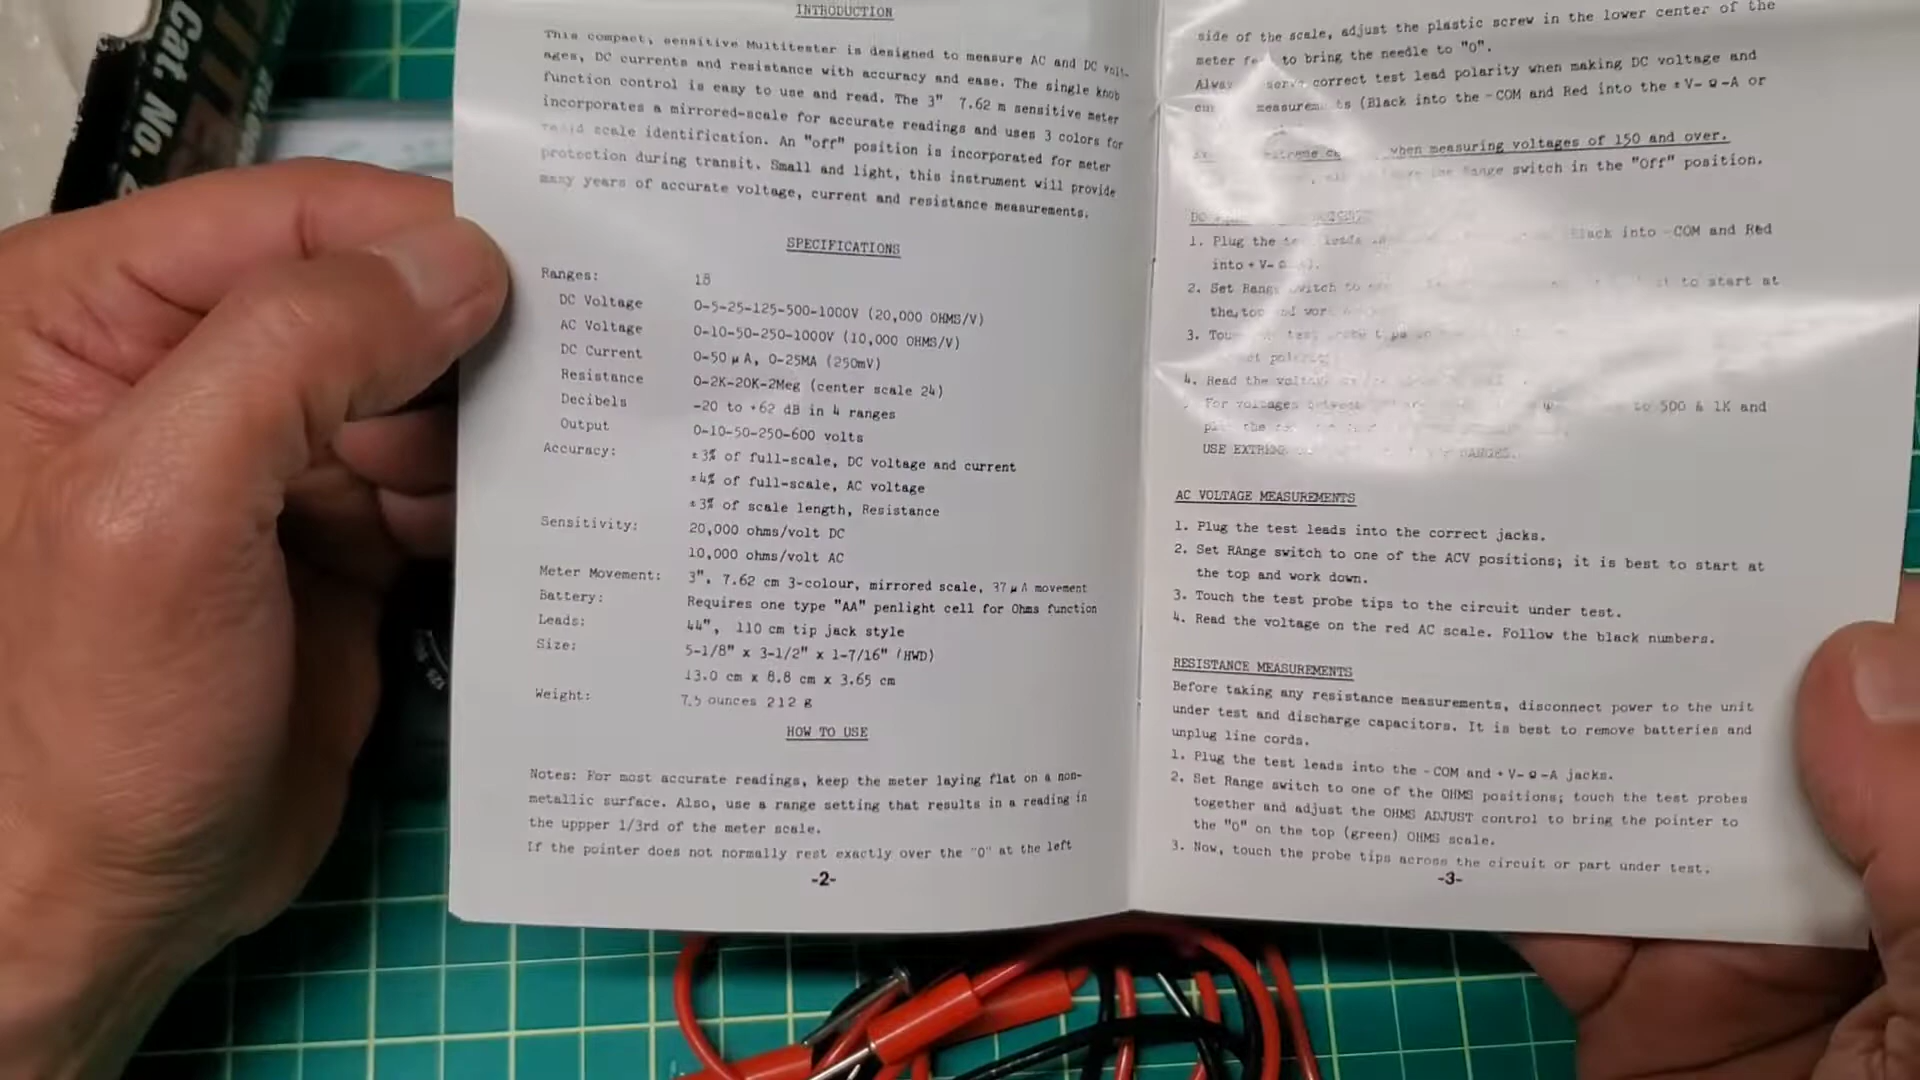 Cat. No.
INTRODUCTION
This compact, sensitive Multitester is designed to measure AC and DC volt-
ages, DC currents and resistance with accuracy and ease. The single knob
function control is easy to use and read. The 3" 7.62 m sensitive meter
incorporates a mirrored-scale for accurate readings and uses 3 colors for
scale identification. An "off" position is incorporated for meter
protection during transit. Small and light, this instrument will provide
many years of accurate voltage, current and resistance measurements.
SPECIFICATIONS
Ranges: 18
DC Voltage 0-5-25-125-500-1000V (20,000 OHMS/V)
AC Voltage 0-10-50-250-1000V (10,000 OHMS/V)
DC Current 0-50 μA, 0-25MA (250mV)
Resistance 0-2K-20K-2Meg (center scale 24)
Decibels -20 to +62 dB in 4 ranges
Output 0-10-50-250-600 volts
Accuracy: ±3% of full-scale, DC voltage and current
±4% of full-scale, AC voltage
±3% of scale length, Resistance
Sensitivity: 20,000 ohms/volt DC
10,000 ohms/volt AC
Meter Movement: 3", 7.62 cm 3-colour, mirrored scale, 37 μA movement
Battery: Requires one type "AA" penlight cell for Ohms function
Leads: 44", 110 cm tip jack style
Size: 5-1/8" x 3-1/2" x 1-7/16" (HWD)
13.0 cm x 8.8 cm x 3.65 cm
Weight: 7.5 ounces 212 g
HOW TO USE
Notes: For most accurate readings, keep the meter laying flat on a non-
metallic surface. Also, use a range setting that results in a reading in
the uppper 1/3rd of the meter scale.
If the pointer does not normally rest exactly over the "0" at the left
-2-
side of the scale, adjust the plastic screw in the lower center of the
meter to bring the needle to "0".
correct test lead polarity when making DC voltage and
(Black into the -COM and Red into the ±V-Ω-A or
when measuring voltages of 150 and over.
switch in the "Off" position.
1. Plug the leads Black into -COM and Red
into +V-Ω
2. Set to start at
the top
3.
4. Read the
For voltages to 500 & 1K and
the
USE RANGES.
AC VOLTAGE MEASUREMENTS
1. Plug the test leads into the correct jacks.
2. Set RAnge switch to one of the ACV positions; it is best to start at
the top and work down.
3. Touch the test probe tips to the circuit under test.
4. Read the voltage on the red AC scale. Follow the black numbers.
RESISTANCE MEASUREMENTS
Before taking any resistance measurements, disconnect power to the unit
under test and discharge capacitors. It is best to remove batteries and
unplug line cords.
1. Plug the test leads into the -COM and +V-Ω-A jacks.
2. Set Range switch to one of the OHMS positions; touch the test probes
together and adjust the OHMS ADJUST control to bring the pointer to
the "0" on the top (green) OHMS scale.
3. Now, touch the probe tips across the circuit or part under test.
-3-